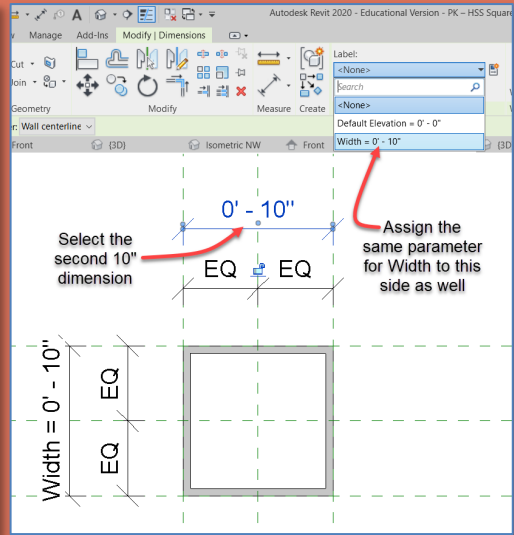 Autodesk Revit 2020 - Educational Version - PK – HSS Square
Manage Add-Ins Modify | Dimensions
Label:
Cut
<None>
Search
Join
<None>
Geometry Modify Measure Create
Default Elevation = 0' - 0"
Wall centerline
Width = 0' - 10"
Front (3D) Isometric NW Front (3D
0' - 10"
Select the
second 10"
dimension
Assign the
same parameter
for Width to this
side as well
EQ EQ
Width = 0' - 10"
EQ
EQ